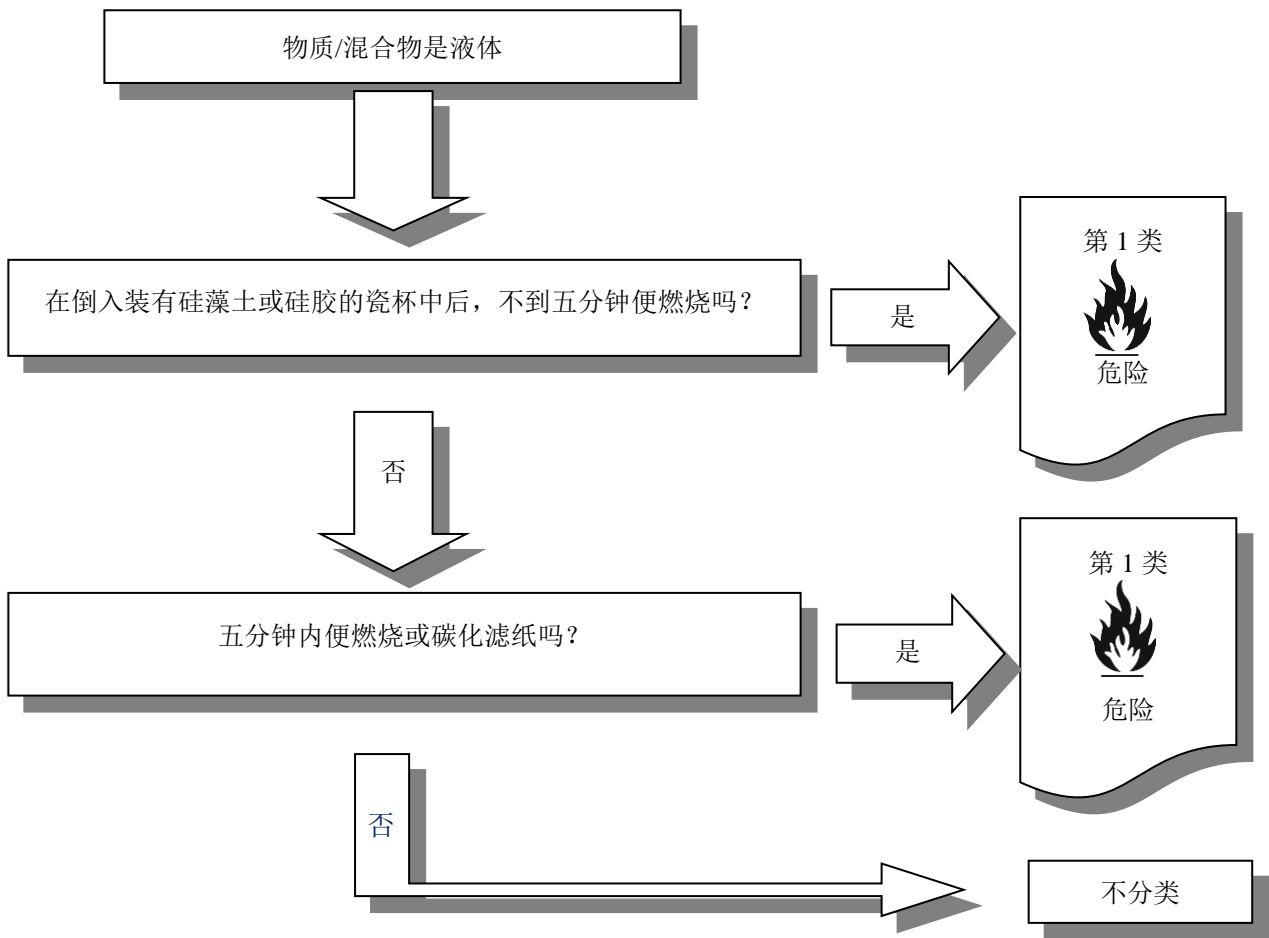 物质/混合物是液体
在倒入装有硅藻土或硅胶的瓷杯中后，不到五分钟便燃烧吗？
是
第 1 类
危险
否
五分钟内便燃烧或碳化滤纸吗？
是
第 1 类
危险
否
不分类